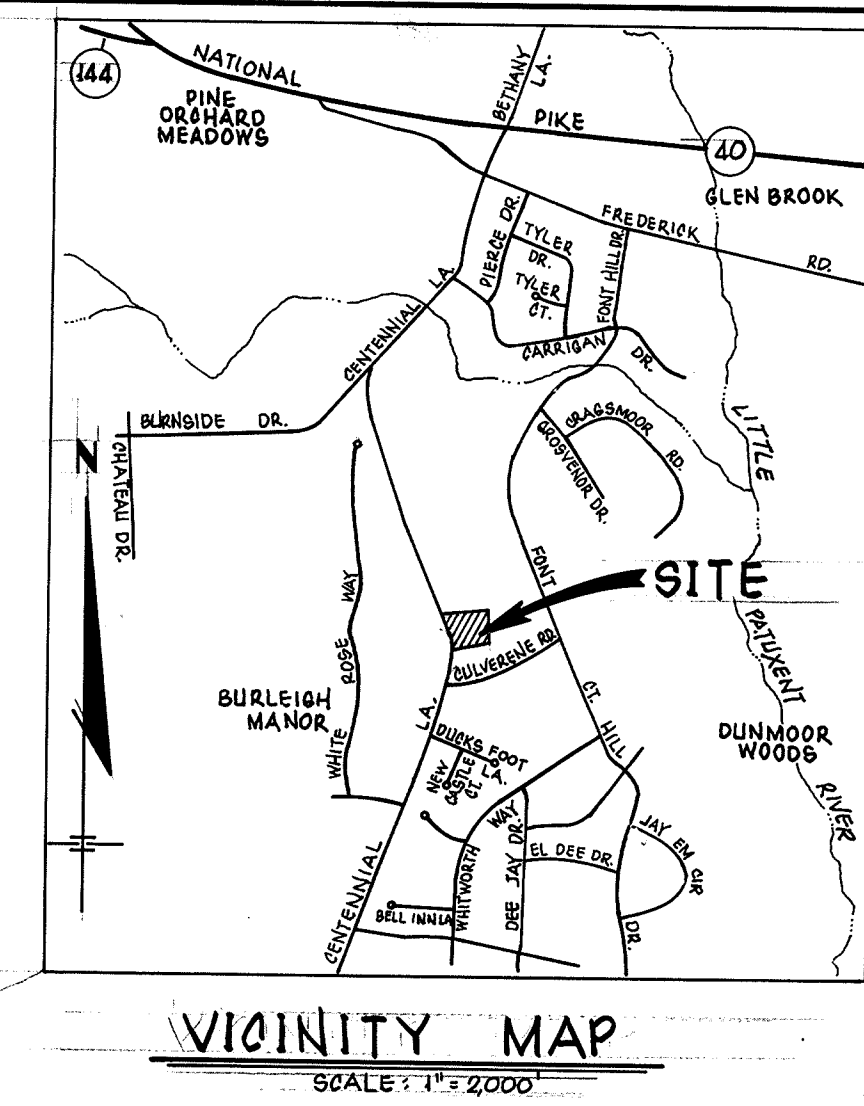 144
NATIONAL
PIKE
40
PINE
ORCHARD
MEADOWS
BETHANY
LA.
GLEN BROOK
FREDERICK
RD.
PIERCE DR.
TYLER
DR.
TYLER
CT.
FONT HILL DR.
CENTENNIAL LA.
CARRIGAN
DR.
BURNSIDE DR.
CHATEAU DR.
N
CRAGSMOOR
RD.
GROSVENOR DR.
LITTLE
PATUXENT
RIVER
FONT
CT.
HILL
DR.
SITE
CULVERENE RD.
WHITE ROSE WAY
BURLEIGH
MANOR
LA.
DUCKS FOOT
LA.
NEW
CASTLE
CT.
DUNMOOR
WOODS
WHITWORTH
WAY
DEE JAY DR.
EL DEE DR.
JAY EM CIR
BELL INN LA
CENTENNIAL
VICINITY MAP
SCALE: 1" = 2,000'